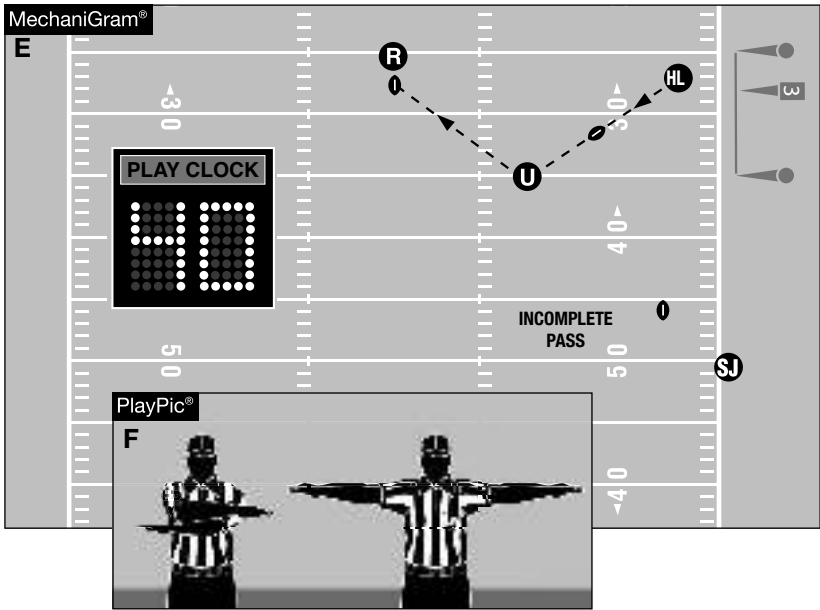 MechaniGram®
E
R
HL
◄30
30►
3
U
PLAY CLOCK
40
40►
INCOMPLETE
PASS
50
50
SJ
PlayPic®
F
◄40